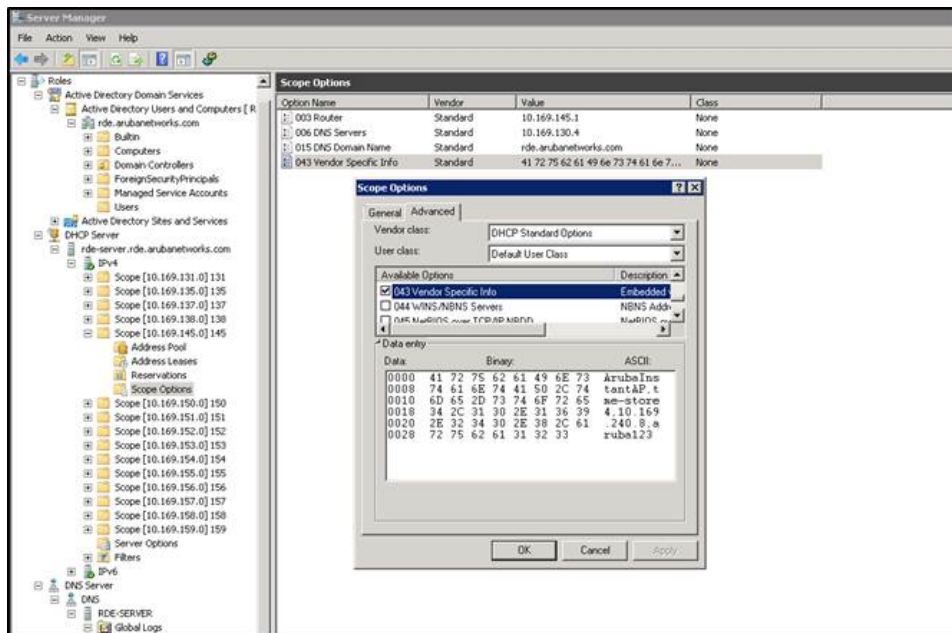 Server Manager
File Action View Help
Roles
Active Directory Domain Services
Active Directory Users and Computers [ R
rde.arubanetworks.com
Builtin
Computers
Domain Controllers
ForeignSecurityPrincipals
Managed Service Accounts
Users
Active Directory Sites and Services
DHCP Server
rde-server.rde.arubanetworks.com
IPv4
Scope [10.169.131.0] 131
Scope [10.169.135.0] 135
Scope [10.169.137.0] 137
Scope [10.169.138.0] 138
Scope [10.169.145.0] 145
Address Pool
Address Leases
Reservations
Scope Options
Scope [10.169.150.0] 150
Scope [10.169.151.0] 151
Scope [10.169.152.0] 152
Scope [10.169.153.0] 153
Scope [10.169.154.0] 154
Scope [10.169.155.0] 155
Scope [10.169.156.0] 156
Scope [10.169.157.0] 157
Scope [10.169.158.0] 158
Scope [10.169.159.0] 159
Server Options
Filters
IPv6
DNS Server
DNS
RDE-SERVER
Global Logs
Scope Options
Option Name Vendor Value Class
003 Router Standard 10.169.145.1 None
006 DNS Servers Standard 10.169.130.4 None
015 DNS Domain Name Standard rde.arubanetworks.com None
043 Vendor Specific Info Standard 41 72 75 62 61 49 6e 73 74 61 6e 7... None
Scope Options
General Advanced
Vendor class: DHCP Standard Options
User class: Default User Class
Available Options Description
043 Vendor Specific Info Embedded
044 WINS/NBNS Servers NBNS Addr
045 NetBIOS over TCP/IP NBDD NetBIOS
Data entry
Data: Binary: ASCII:
0000 41 72 75 62 61 49 6E 73 ArubaIns
0008 74 61 6E 74 41 50 2C 74 tantAP,t
0010 6D 65 2D 73 74 6F 72 65 me-store
0018 34 2C 31 30 2E 31 36 39 4,10.169
0020 2E 32 34 30 2E 38 2C 61 .240.8,a
0028 72 75 62 61 31 32 33 ruba123
OK Cancel Apply